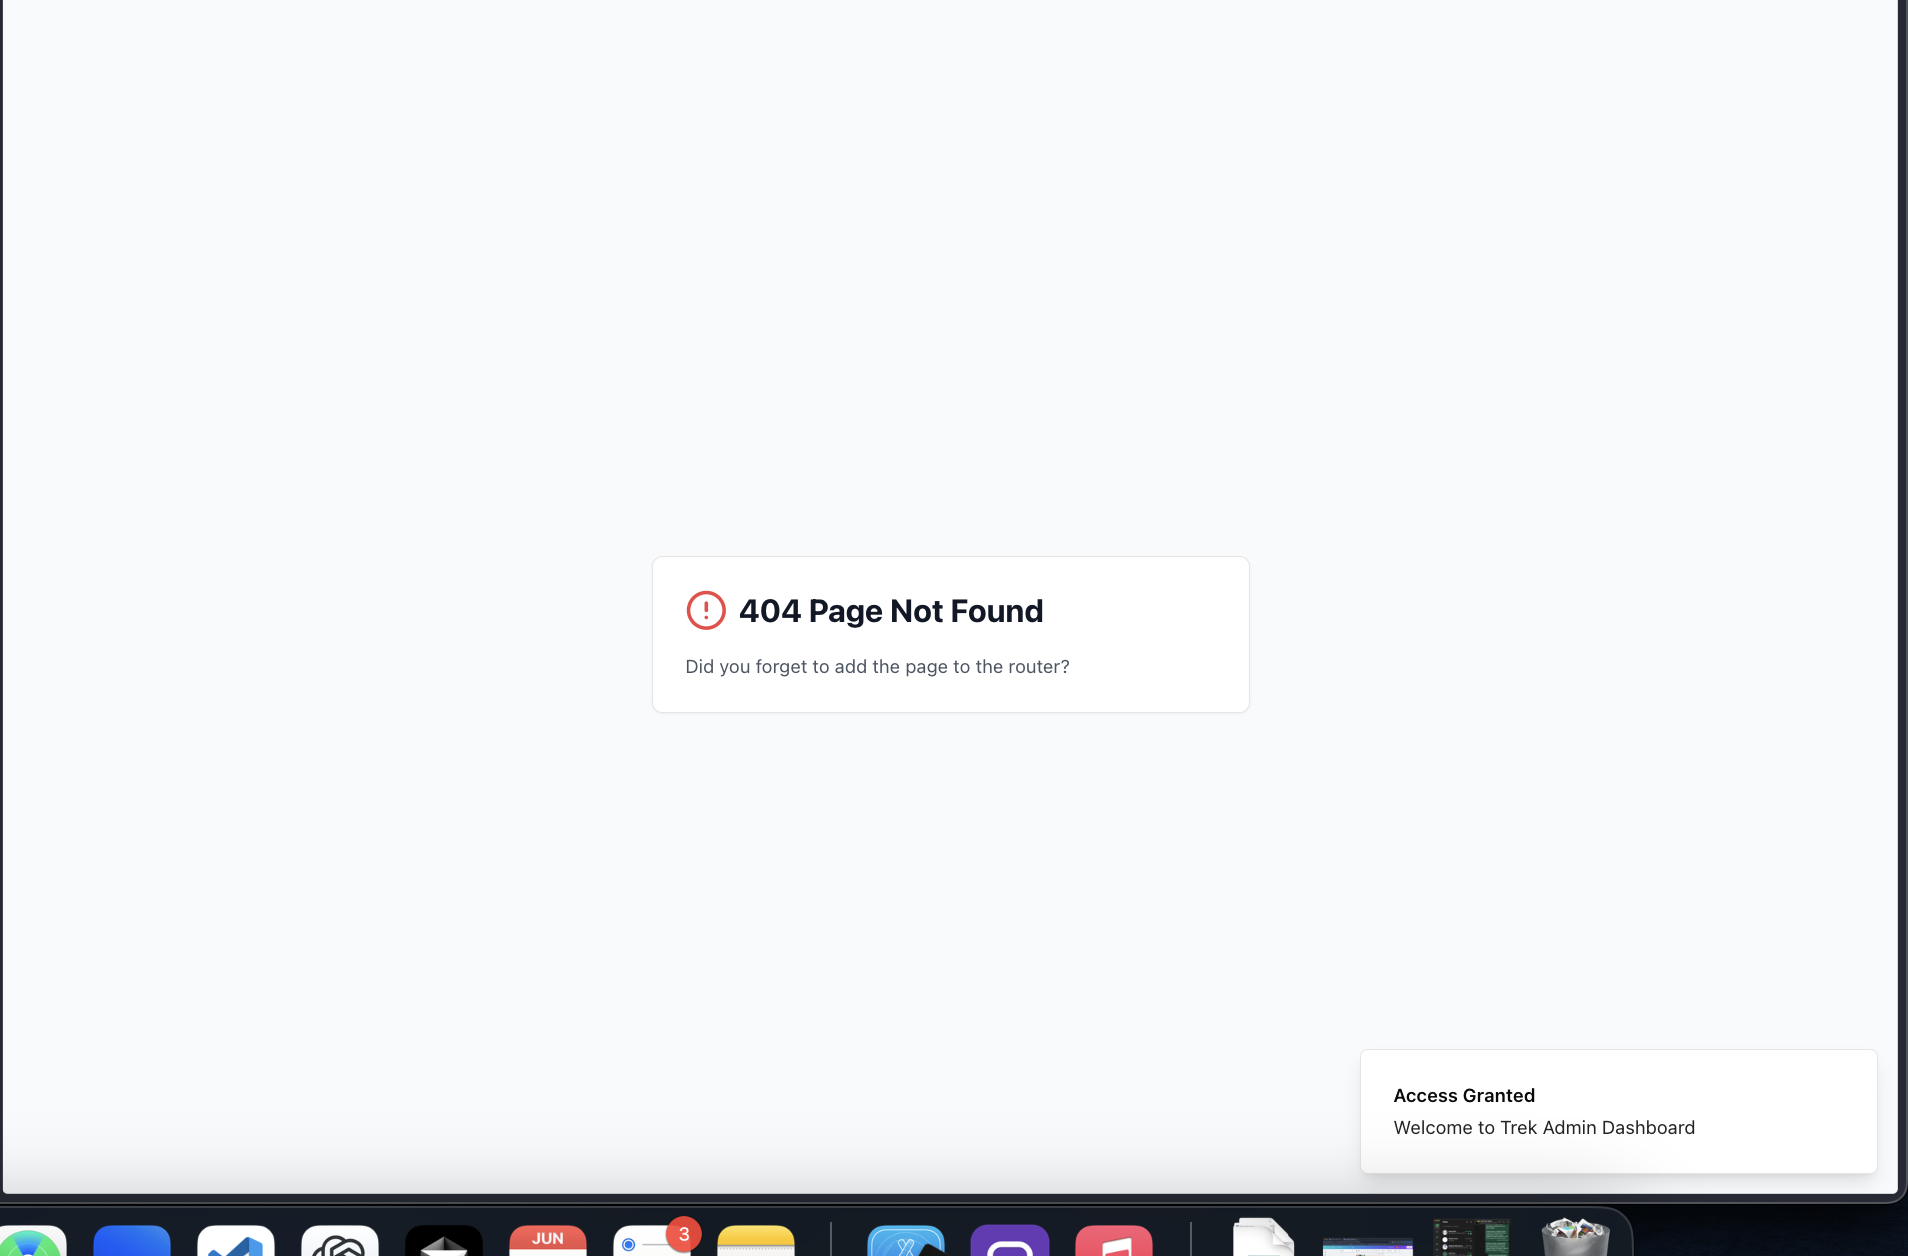 404 Page Not Found
Did you forget to add the page to the router?
Access Granted
Welcome to Trek Admin Dashboard
JUN
3